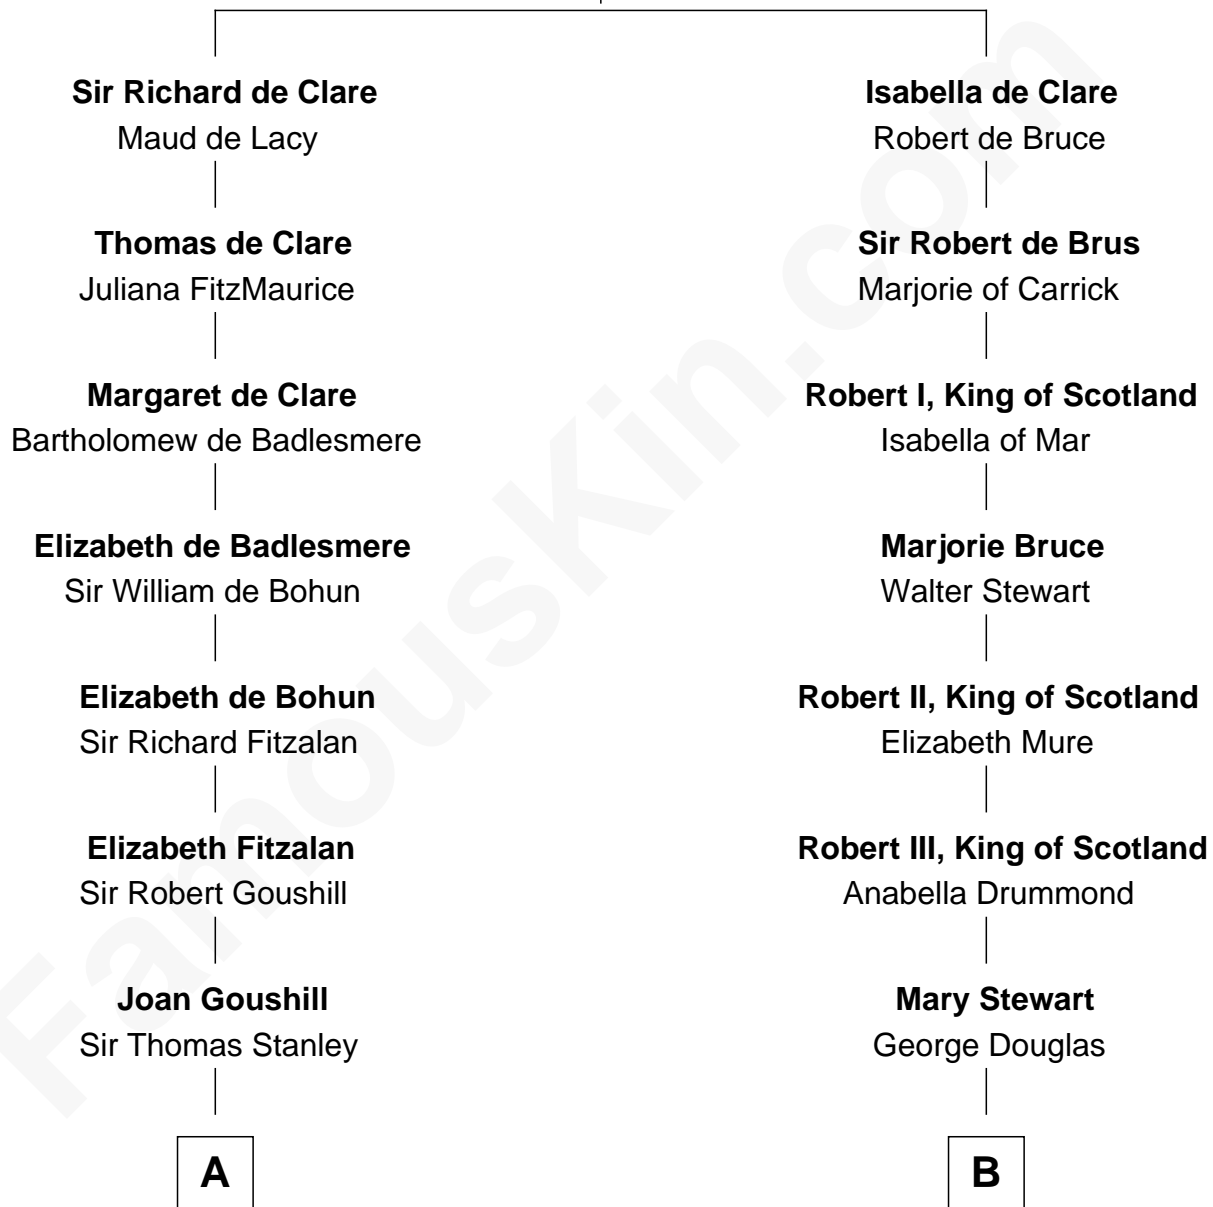 Sir Richard de Clare
Maud de Lacy
Thomas de Clare
Juliana FitzMaurice
Margaret de Clare
Bartholomew de Badlesmere
Elizabeth de Badlesmere
Sir William de Bohun
Elizabeth de Bohun
Sir Richard Fitzalan
Elizabeth Fitzalan
Sir Robert Goushill
Joan Goushill
Sir Thomas Stanley
A
Isabella de Clare
Robert de Bruce
Sir Robert de Brus
Marjorie of Carrick
Robert I, King of Scotland
Isabella of Mar
Marjorie Bruce
Walter Stewart
Robert II, King of Scotland
Elizabeth Mure
Robert III, King of Scotland
Anabella Drummond
Mary Stewart
George Douglas
B
FamousKin.com